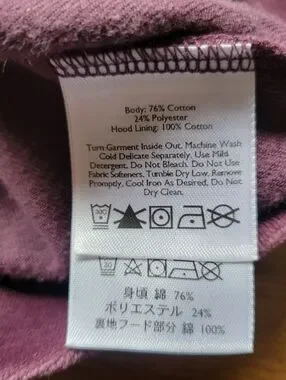 Body: 76% Cotton
24% Polyester
Hood Lining: 100% Cotton
Turn Garment Inside Out, Machine Wash
Cold Delicate Separately, Use Mild
Detergent, Do Not Bleach, Do Not Use
Fabric Softeners, Tumble Dry Low, Remove
Promptly, Cool Iron As Desired, Do Not
Dry Clean.
身頃 綿 76%
ポリエステル 24%
裏地フード部分 綿 100%